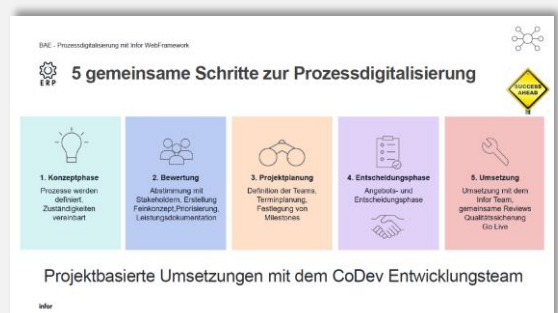 BAE - Prozessdigitalisierung mit Infor WebFramework
ERP
5 gemeinsame Schritte zur Prozessdigitalisierung
SUCCESS
AHEAD
1. Konzeptphase
Prozesse werden
definiert.
Zuständigkeiten
vereinbart
2. Bewertung
Abstimmung mit
Stakeholdern, Erstellung
Feinkonzept,Priorisierung,
Leistungsdokumentation
3. Projektplanung
Definition der Teams,
Terminplanung,
Festlegung von
Milestones
4. Entscheidungsphase
Angebots- und
Entscheidungsphase
5. Umsetzung
Umsetzung mit dem
Infor Team,
gemeinsame Reviews
Qualitätssicherung
Go Live
Projektbasierte Umsetzungen mit dem CoDev Entwicklungsteam
infor